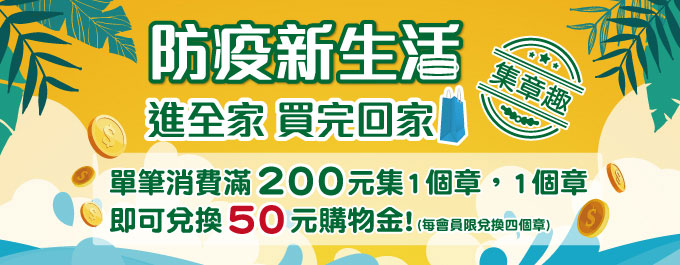 防疫新生活
集章趣
進全家 買完回家
單筆消費滿200元集1個章，1個章
即可兌換50元購物金!(每會員限兌換四個章)